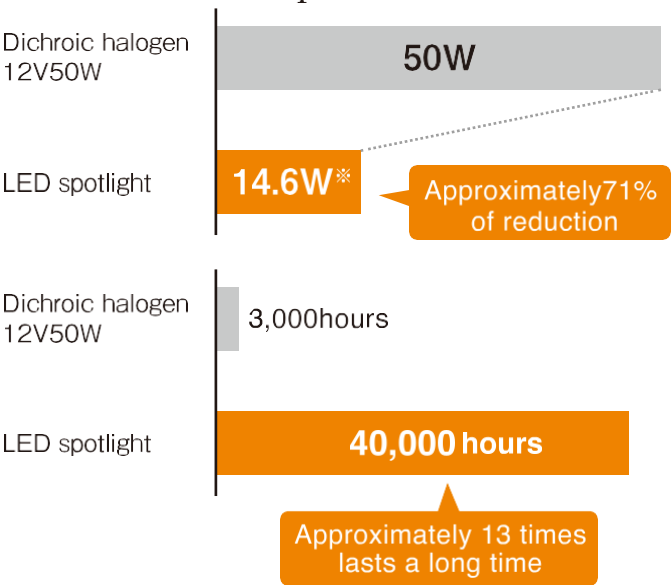 Dichroic halogen
12V50W
50W
LED spotlight
14.6W※
Approximately71%
of reduction
Dichroic halogen
12V50W
3,000hours
LED spotlight
40,000 hours
Approximately 13 times
lasts a long time